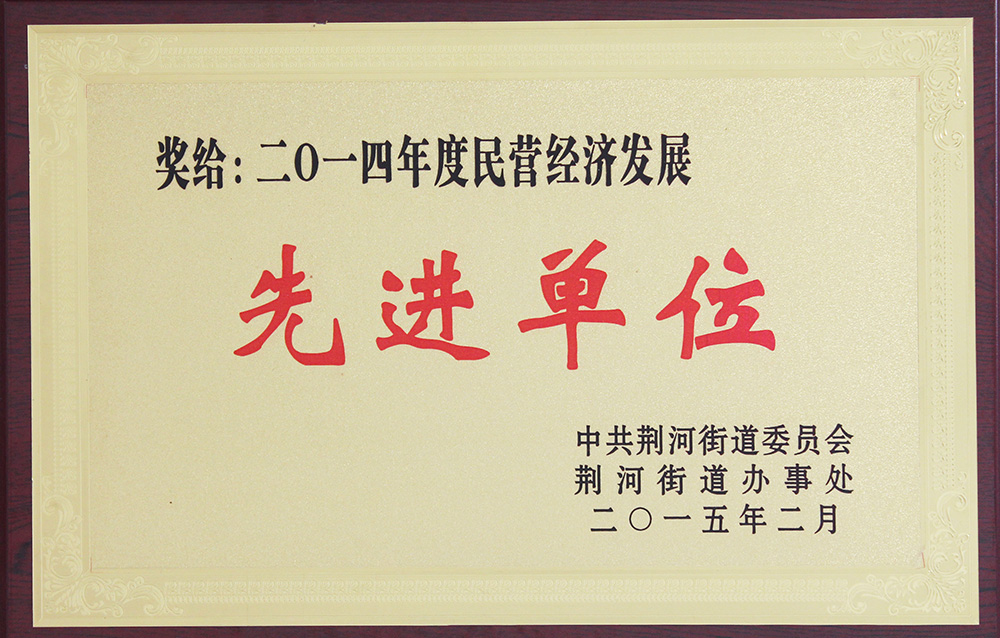 奖给：二〇一四年度民营经济发展
先进单位
中共荆河街道委员会
荆河街道办事处
二〇一五年二月